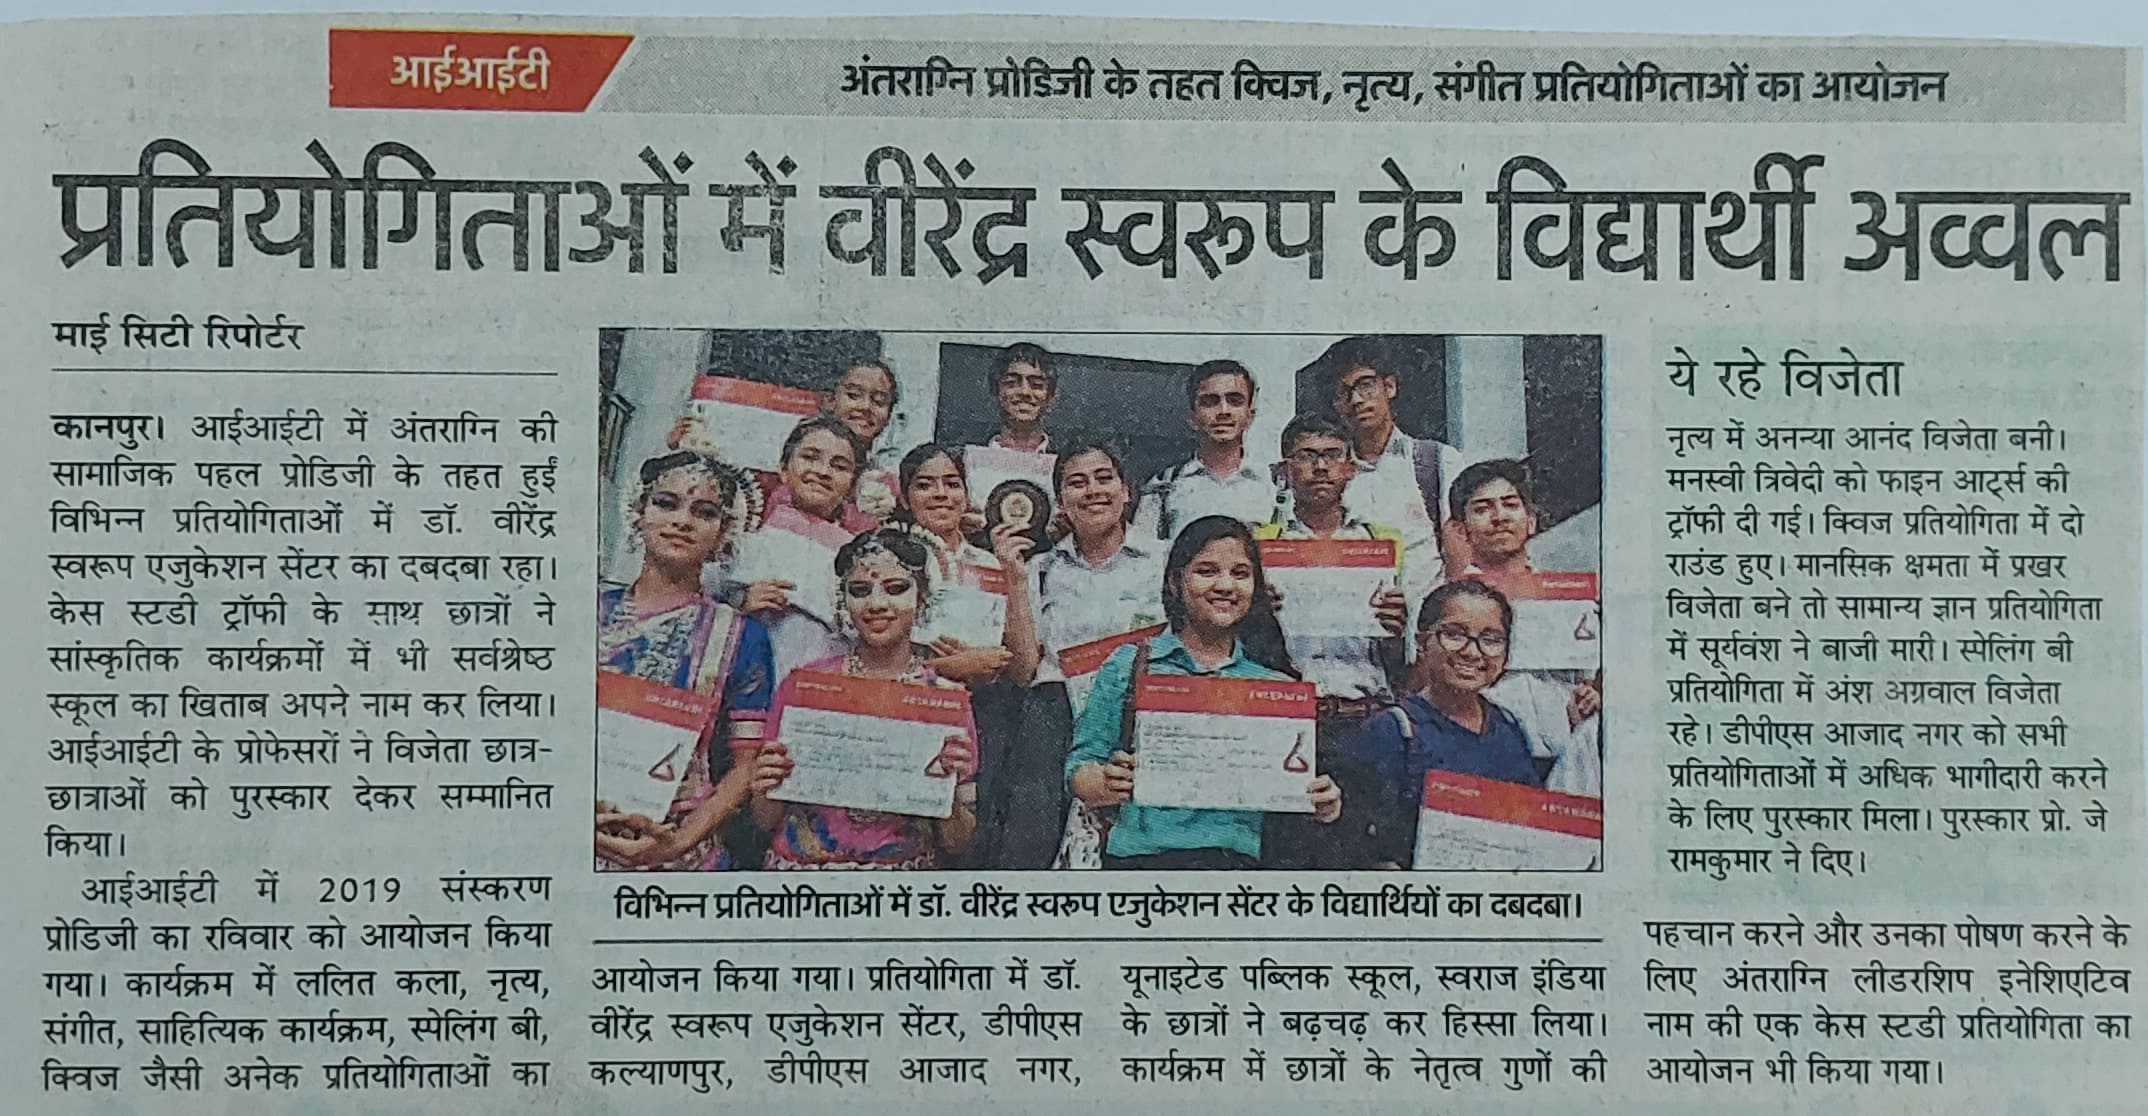 आईआईटी
अंतराग्नि प्रोडिजी के तहत क्विज, नृत्य, संगीत प्रतियोगिताओं का आयोजन
प्रतियोगिताओं में वीरेंद्र स्वरूप के विद्यार्थी अव्वल
माई सिटी रिपोर्टर
कानपुर। आईआईटी में अंतराग्नि की
सामाजिक पहल प्रोडिजी के तहत हुईं
विभिन्न प्रतियोगिताओं में डॉ. वीरेंद्र
स्वरूप एजुकेशन सेंटर का दबदबा रहा।
केस स्टडी ट्रॉफी के साथ छात्रों ने
सांस्कृतिक कार्यक्रमों में भी सर्वश्रेष्ठ
स्कूल का खिताब अपने नाम कर लिया।
आईआईटी के प्रोफेसरों ने विजेता छात्र-
छात्राओं को पुरस्कार देकर सम्मानित
किया।
आईआईटी में 2019 संस्करण
प्रोडिजी का रविवार को आयोजन किया
गया। कार्यक्रम में ललित कला, नृत्य,
संगीत, साहित्यिक कार्यक्रम, स्पेलिंग बी,
क्विज जैसी अनेक प्रतियोगिताओं का
विभिन्न प्रतियोगिताओं में डॉ. वीरेंद्र स्वरूप एजुकेशन सेंटर के विद्यार्थियों का दबदबा।
आयोजन किया गया। प्रतियोगिता में डॉ.
वीरेंद्र स्वरूप एजुकेशन सेंटर, डीपीएस
कल्याणपुर, डीपीएस आजाद नगर,
यूनाइटेड पब्लिक स्कूल, स्वराज इंडिया
के छात्रों ने बढ़चढ़ कर हिस्सा लिया।
कार्यक्रम में छात्रों के नेतृत्व गुणों की
पहचान करने और उनका पोषण करने के
लिए अंतराग्नि लीडरशिप इनेशिएटिव
नाम की एक केस स्टडी प्रतियोगिता का
आयोजन भी किया गया।
ये रहे विजेता
नृत्य में अनन्या आनंद विजेता बनी।
मनस्वी त्रिवेदी को फाइन आर्ट्स की
ट्रॉफी दी गई। क्विज प्रतियोगिता में दो
राउंड हुए। मानसिक क्षमता में प्रखर
विजेता बने तो सामान्य ज्ञान प्रतियोगिता
में सूर्यवंश ने बाजी मारी। स्पेलिंग बी
प्रतियोगिता में अंश अग्रवाल विजेता
रहे। डीपीएस आजाद नगर को सभी
प्रतियोगिताओं में अधिक भागीदारी करने
के लिए पुरस्कार मिला। पुरस्कार प्रो. जे
रामकुमार ने दिए।